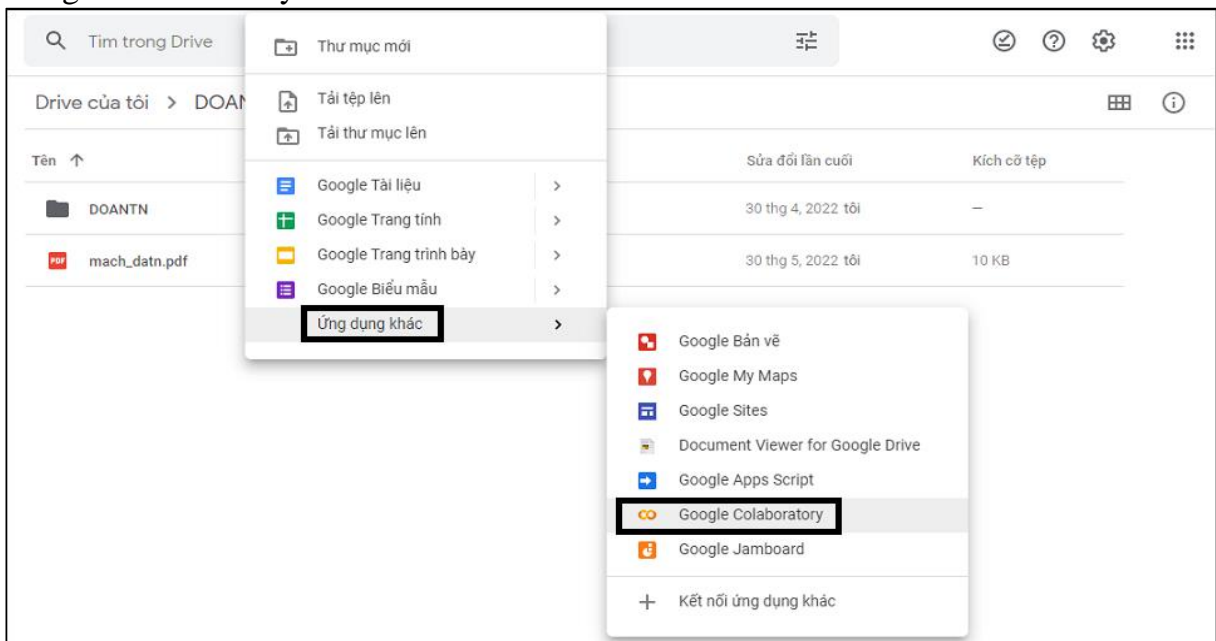 Tìm trong Drive
Thư mục mới
Drive của tôi > DOAN
Tải tệp lên
Tải thư mục lên
Tên ↑
Sửa đổi lần cuối
Kích cỡ tệp
Google Tài liệu >
DOANTN
30 thg 4, 2022 tôi
—
Google Trang tính >
mach_datn.pdf
Google Trang trình bày >
30 thg 5, 2022 tôi
10 KB
Google Biểu mẫu >
Ứng dụng khác >
Google Bản vẽ
Google My Maps
Google Sites
Document Viewer for Google Drive
Google Apps Script
Google Colaboratory
Google Jamboard
+ Kết nối ứng dụng khác